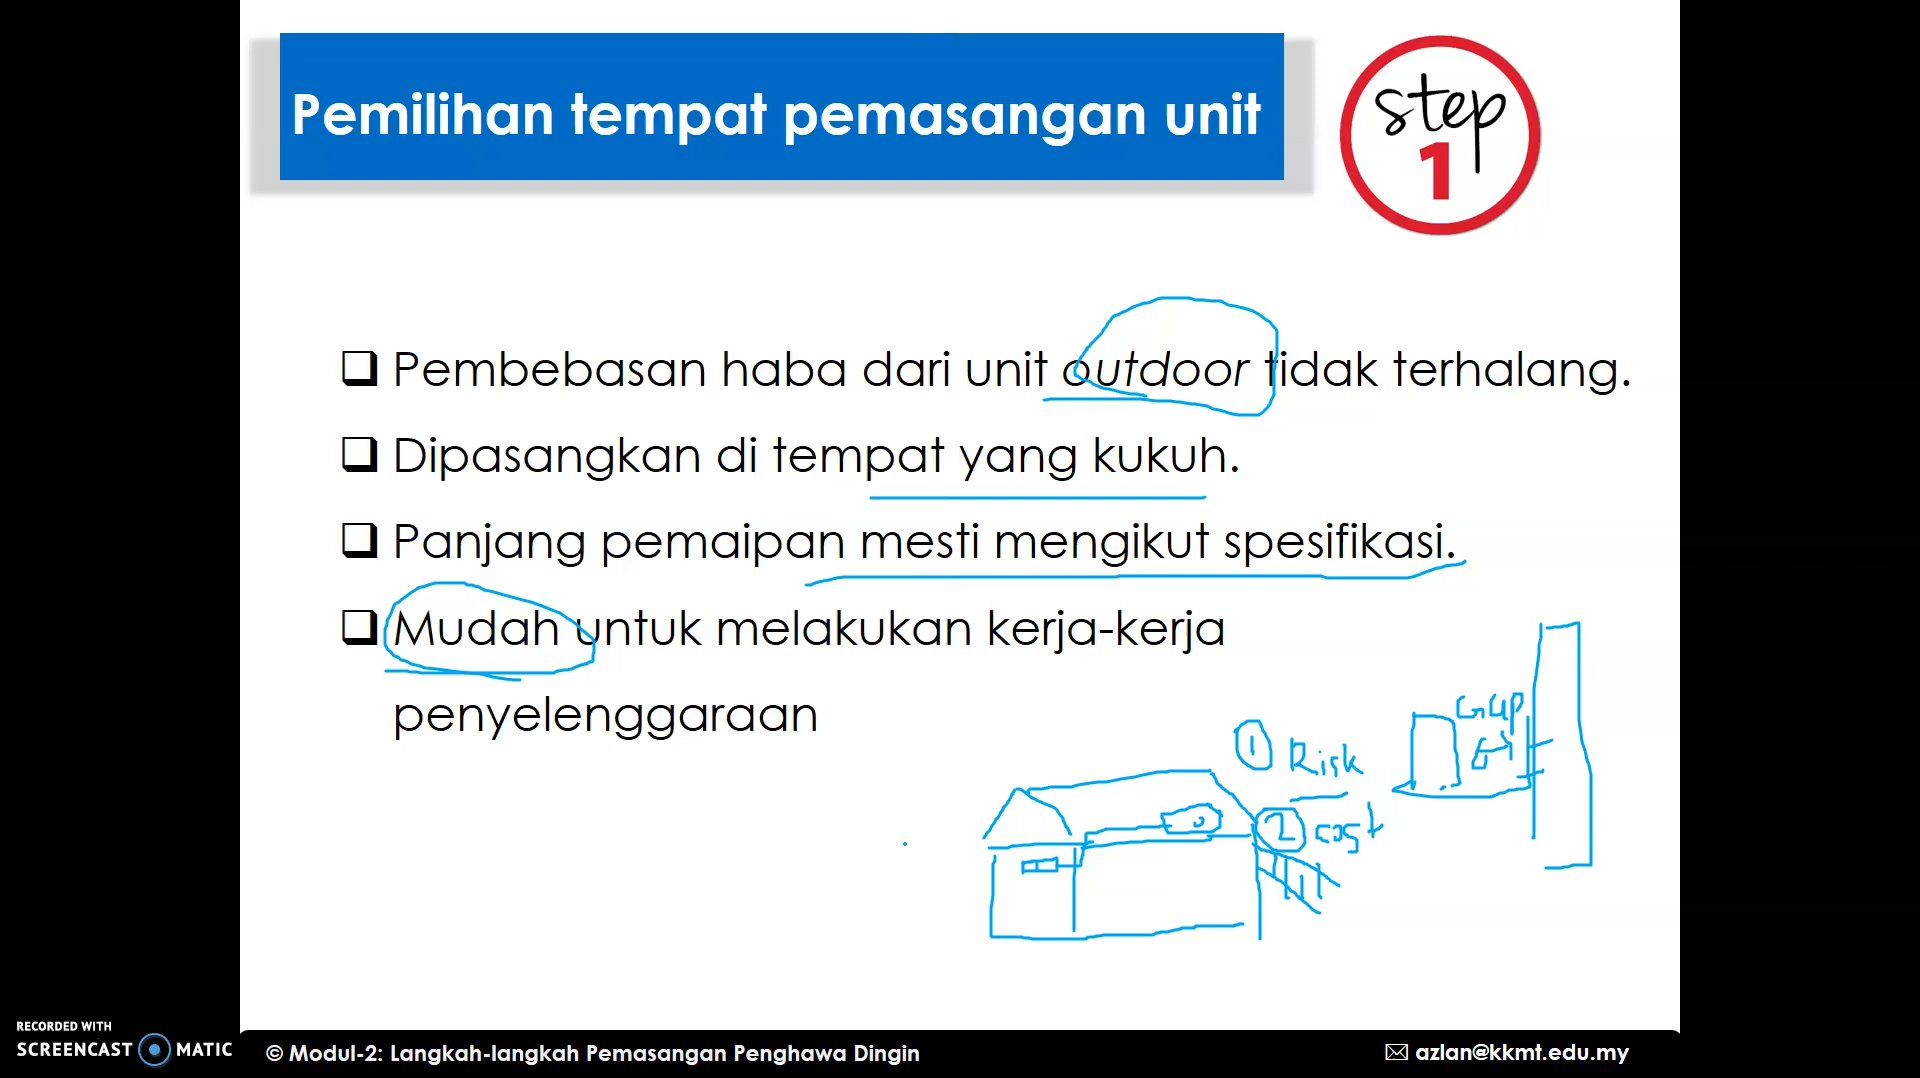 Pemilihan tempat pemasangan unit
step
1
❑ Pembebasan haba dari unit outdoor tidak terhalang.
❑ Dipasangkan di tempat yang kukuh.
❑ Panjang pemaipan mesti mengikut spesifikasi.
❑ Mudah untuk melakukan kerja-kerja
penyelenggaraan
1 Risk
2 cost
Gap
RECORDED WITH
SCREENCAST MATIC
© Modul-2: Langkah-langkah Pemasangan Penghawa Dingin
azlan@kkmt.edu.my